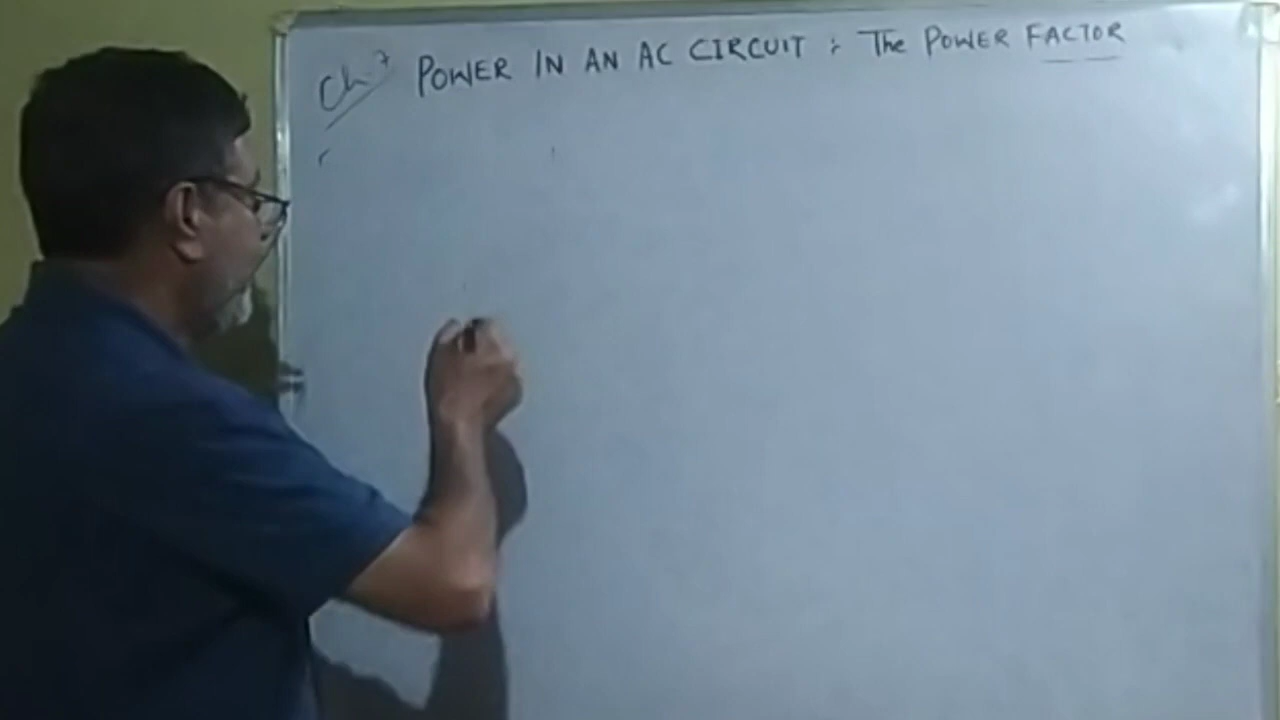 Ch 7 POWER IN AN AC CIRCUIT : The POWER FACTOR